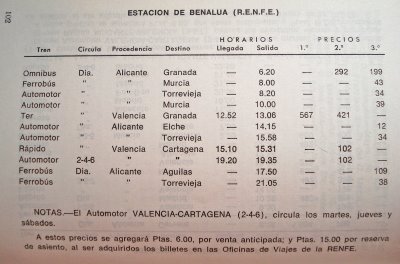 102
ESTACION DE BENALUA (R.E.N.F.E.)
HORARIOS PRECIOS
Tren Circula Procedencia Destino Llegada Salida 1.ª 2.ª 3.ª
Omnibus Dia. Alicante Granada — 6.20 — 292 199
Ferrobús " " Murcia — 8.00 — — 43
Automotor " " Torrevieja — 8.20 — — 34
Automotor " " Murcia — 10.00 — — 39
Ter " Valencia Granada 12.52 13.06 567 421 —
Automotor " Alicante Elche — 14.15 — — 12
Automotor " " Torrevieja — 15.58 — — 34
Rápido " Valencia Cartagena 15.10 15.31 — 102 —
Automotor 2-4-6 " " 19.20 19.35 — 102 —
Ferrobús Dia. Alicante Aguilas — 17.50 — — 109
Ferrobús " " Torrevieja — 21.05 — — 38
NOTAS.—El Automotor VALENCIA-CARTAGENA (2-4-6), circula los martes, jueves y
sábados.
A estos precios se agregará Ptas. 6.00, por venta anticipada; y Ptas. 15.00 por reserva
de asiento, al ser adquiridos los billetes en las Oficinas de Viajes de la RENFE.